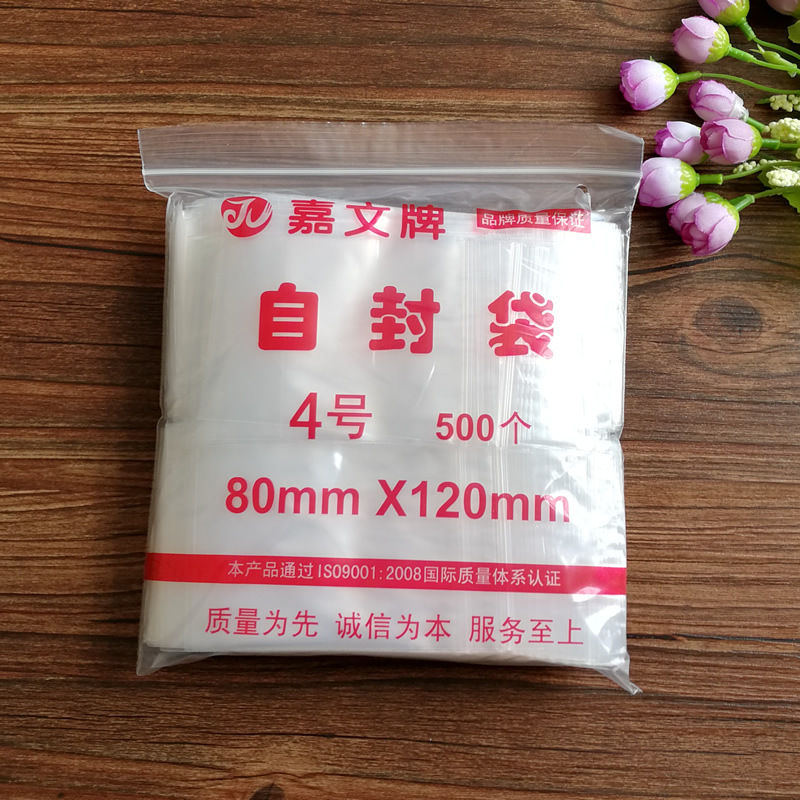 嘉文牌 品牌质量保证
自封袋
4号 500个
80mm X120mm
本产品通过ISO9001:2008国际质量体系认证
质量为先 诚信为本 服务至上